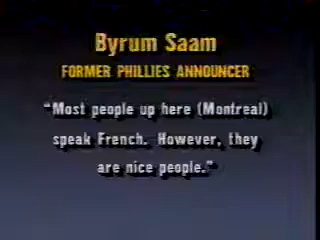 Byrum Saam
FORMER PHILLIES ANNOUNCER
"Most people up here (Montreal)
speak French. However, they
are nice people."